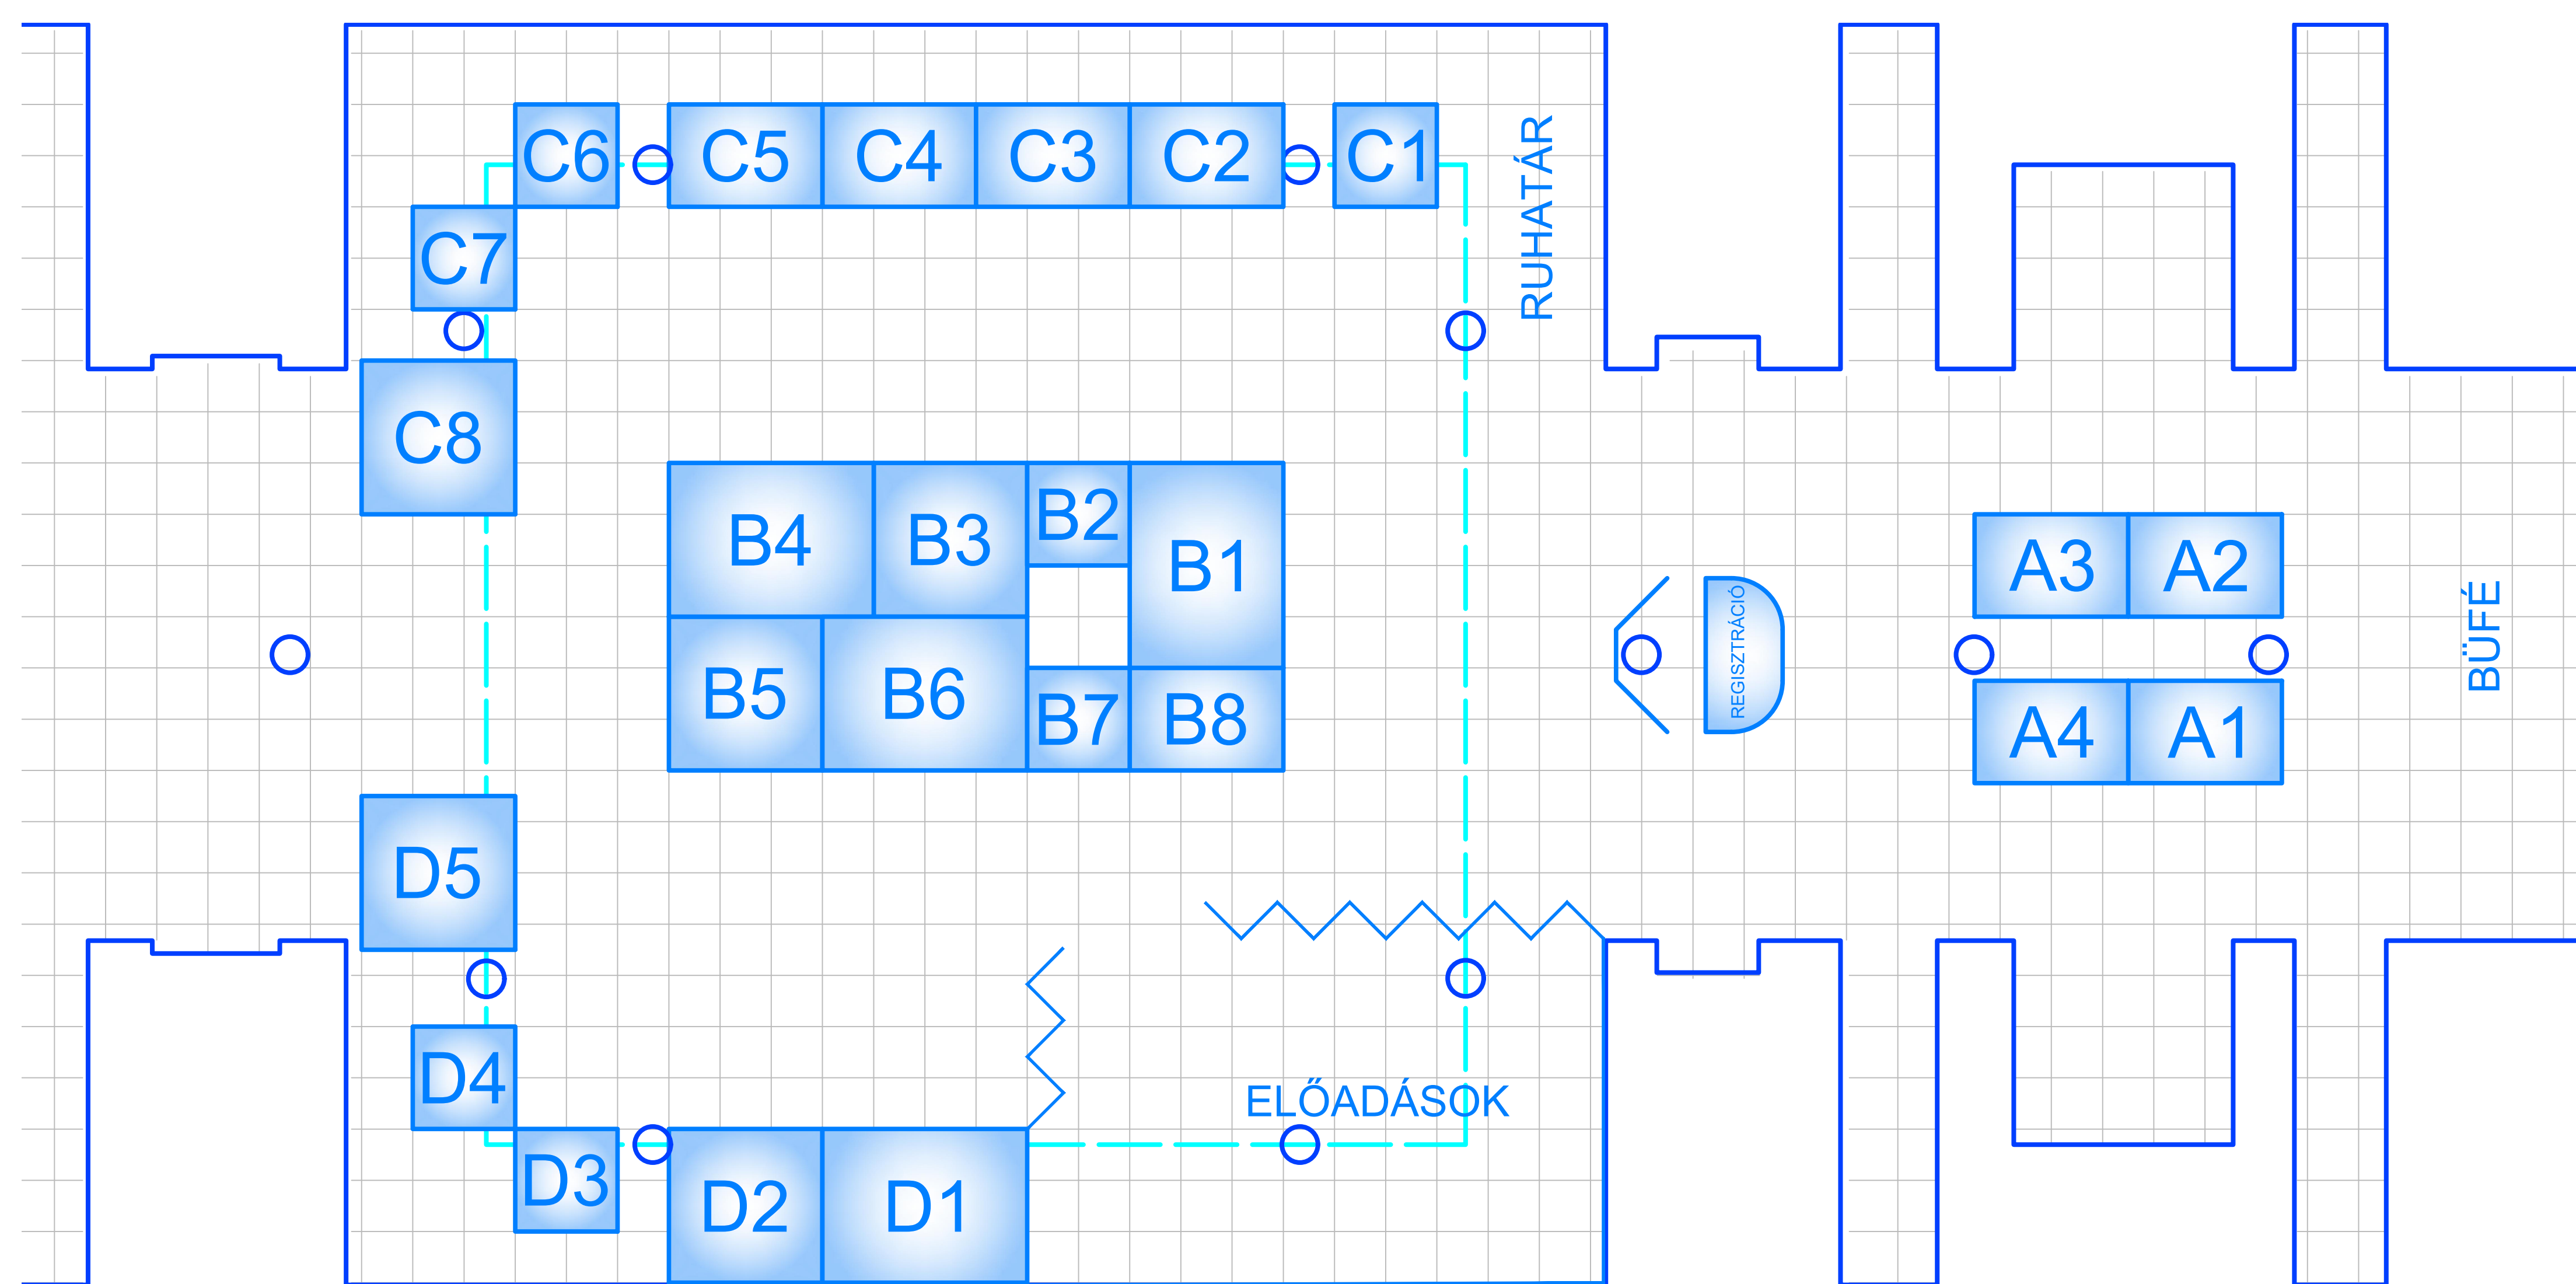 C6
C5
C4
C3
C2
C1
RUHATÁR
C7
C8
B4
B3
B2
B1
B5
B6
B7
B8
REGISZTRÁCIÓ
A3
A2
A4
A1
BÜFÉ
D5
D4
D3
D2
D1
ELŐADÁSOK